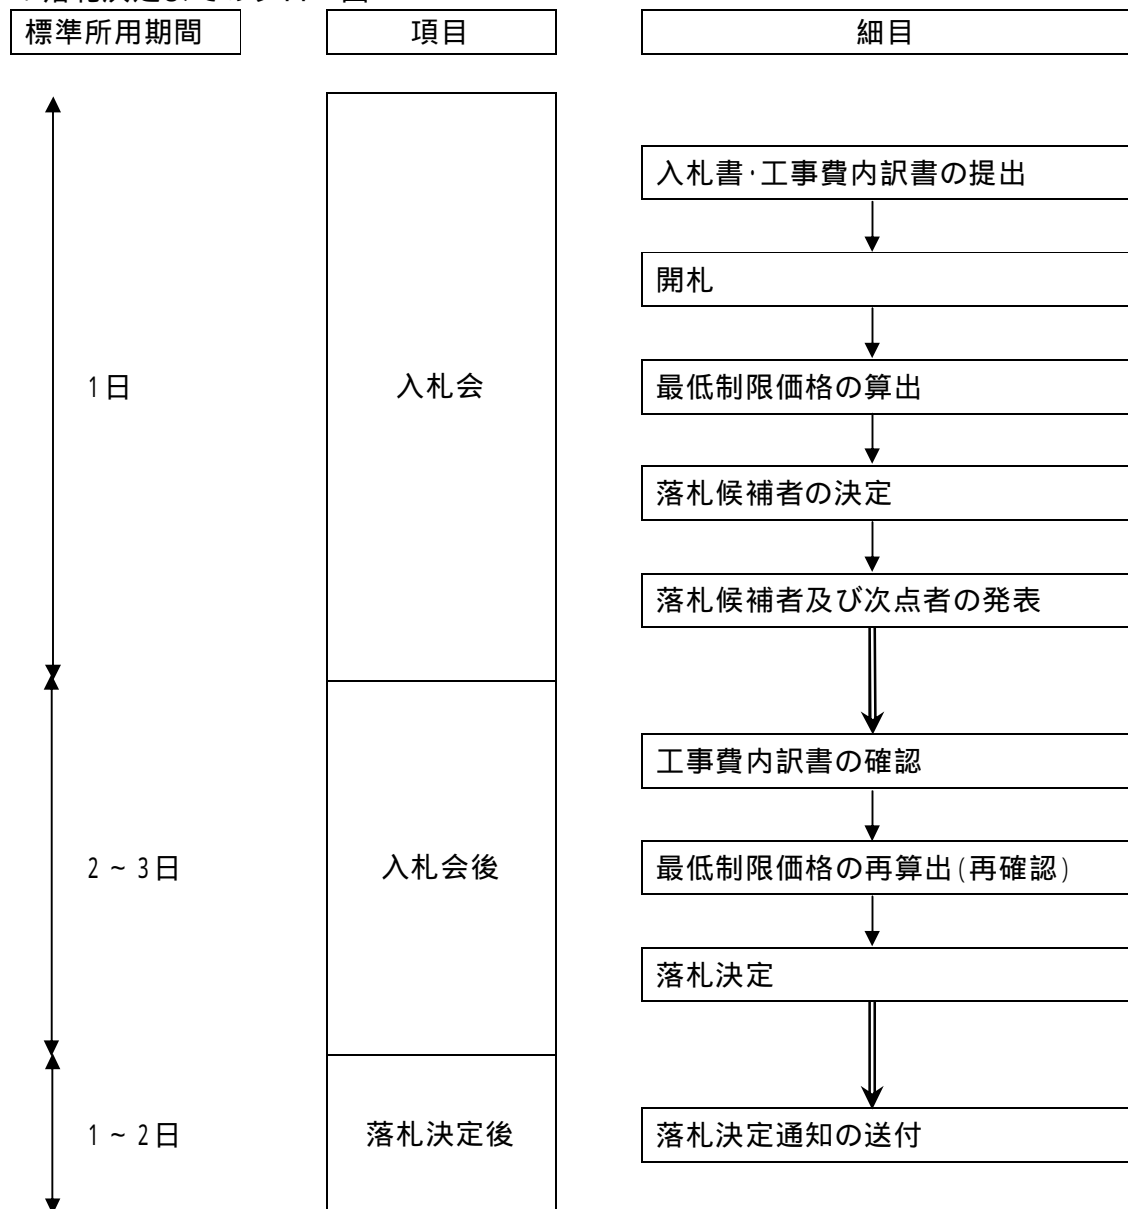 標準所用期間 項目 細目
入札書・工事費内訳書の提出
開札
1日 入札会 最低制限価格の算出
落札候補者の決定
落札候補者及び次点者の発表
工事費内訳書の確認
2～3日 入札会後 最低制限価格の再算出(再確認)
落札決定
1～2日 落札決定後 落札決定通知の送付